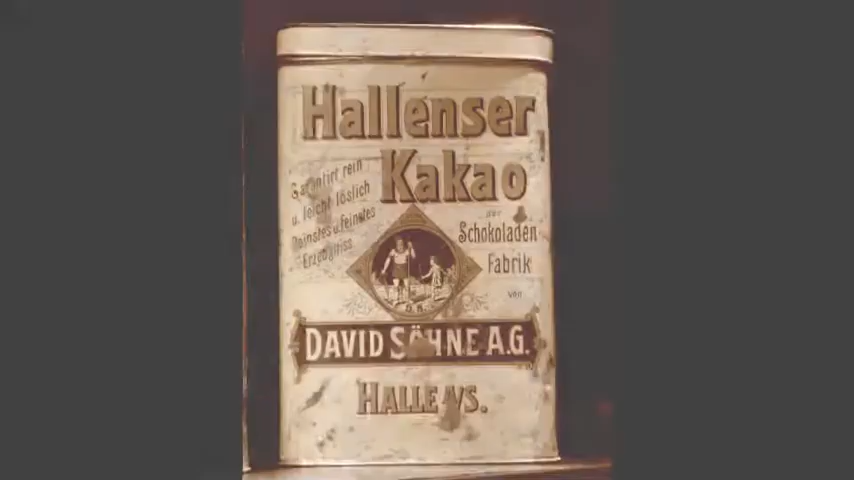 Hallenser
Kakao
Garantirt rein
u. leicht löslich
Reinstes u. Feinstes
Erzeugniss
der
Schokoladen
Fabrik
von
DAVID SÖHNE A.G.
HALLE A/S.